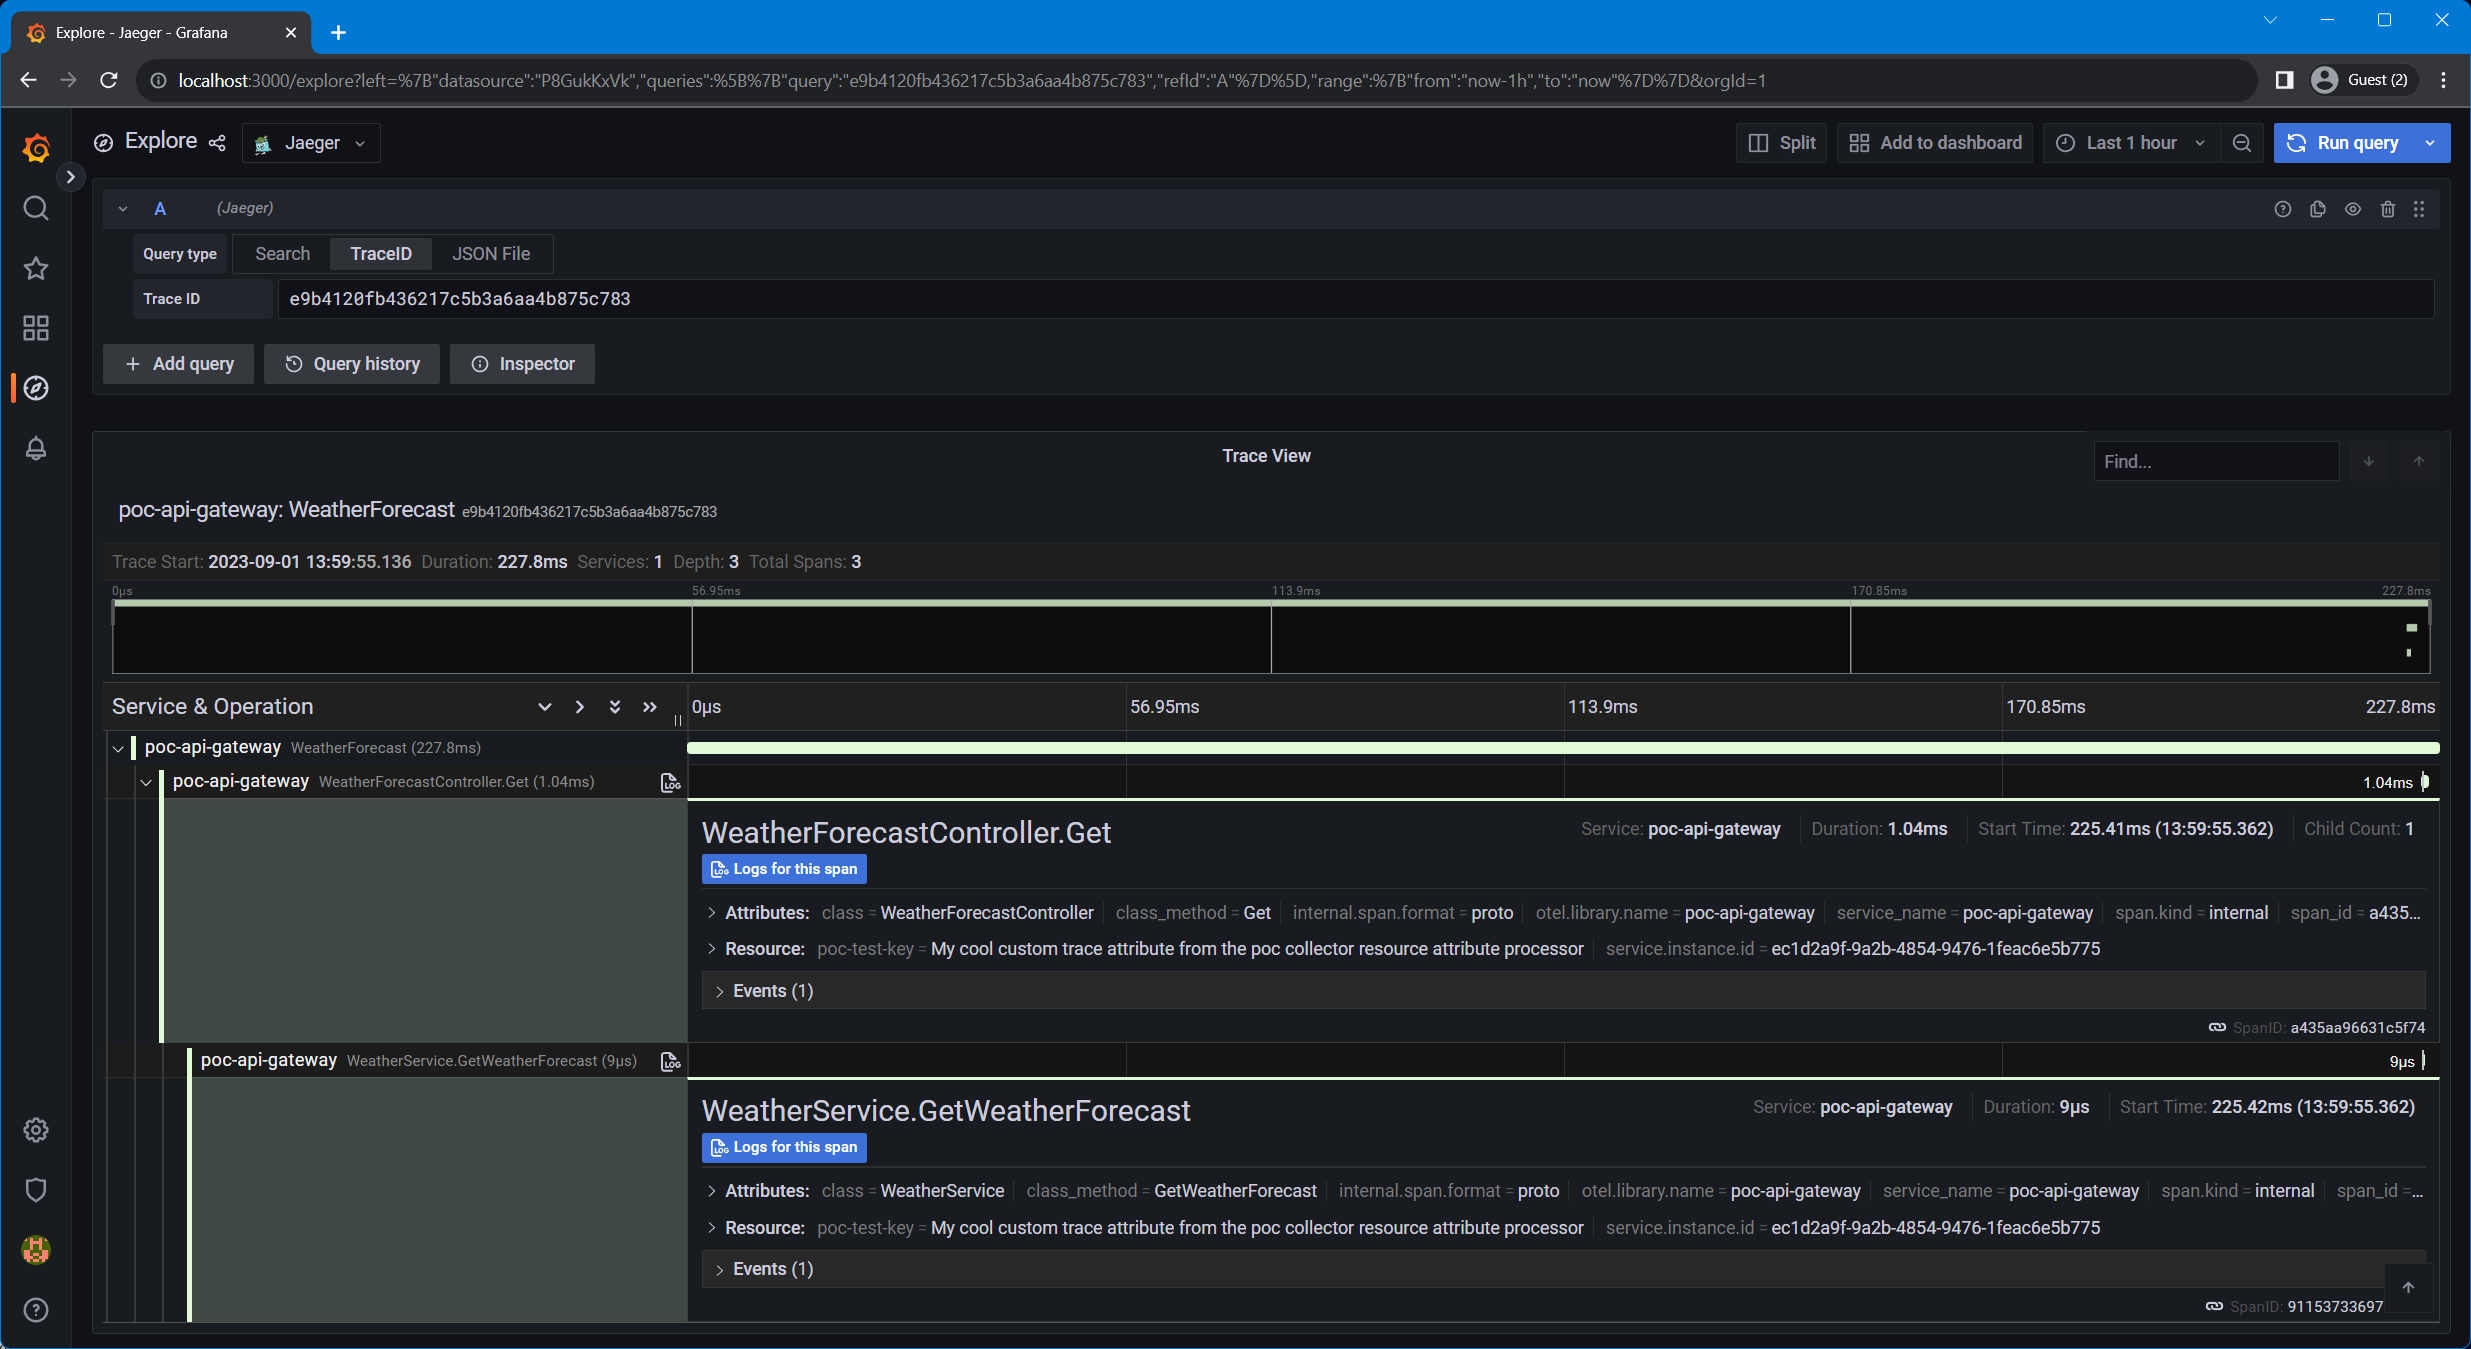 Explore - Jaeger - Grafana
localhost:3000/explore?left=%7B"datasource":"P8GukKxVk","queries":%5B%7B"query":"e9b4120fb436217c5b3a6aa4b875c783","refId":"A"%7D%5D,"range":%7B"from":"now-1h","to":"now"%7D%7D&orgId=1
Guest (2)
Explore
Jaeger
Split
Add to dashboard
Last 1 hour
Run query
A (Jaeger)
Query type Search TraceID JSON File
Trace ID e9b4120fb436217c5b3a6aa4b875c783
+ Add query Query history Inspector
Trace View
Find...
poc-api-gateway: WeatherForecast e9b4120fb436217c5b3a6aa4b875c783
Trace Start: 2023-09-01 13:59:55.136 Duration: 227.8ms Services: 1 Depth: 3 Total Spans: 3
0μs 56.95ms 113.9ms 170.85ms 227.8ms
Service & Operation 0μs 56.95ms 113.9ms 170.85ms 227.8ms
poc-api-gateway WeatherForecast (227.8ms)
poc-api-gateway WeatherForecastController.Get (1.04ms) LOG 1.04ms
WeatherForecastController.Get Service: poc-api-gateway Duration: 1.04ms Start Time: 225.41ms (13:59:55.362) Child Count: 1
LOG Logs for this span
Attributes: class = WeatherForecastController class_method = Get internal.span.format = proto otel.library.name = poc-api-gateway service_name = poc-api-gateway span.kind = internal span_id = a435...
Resource: poc-test-key = My cool custom trace attribute from the poc collector resource attribute processor service.instance.id = ec1d2a9f-9a2b-4854-9476-1feac6e5b775
Events (1)
SpanID: a435aa96631c5f74
poc-api-gateway WeatherService.GetWeatherForecast (9μs) LOG 9μs
WeatherService.GetWeatherForecast Service: poc-api-gateway Duration: 9μs Start Time: 225.42ms (13:59:55.362)
LOG Logs for this span
Attributes: class = WeatherService class_method = GetWeatherForecast internal.span.format = proto otel.library.name = poc-api-gateway service_name = poc-api-gateway span.kind = internal span_id =...
Resource: poc-test-key = My cool custom trace attribute from the poc collector resource attribute processor service.instance.id = ec1d2a9f-9a2b-4854-9476-1feac6e5b775
Events (1)
SpanID: 91153733697